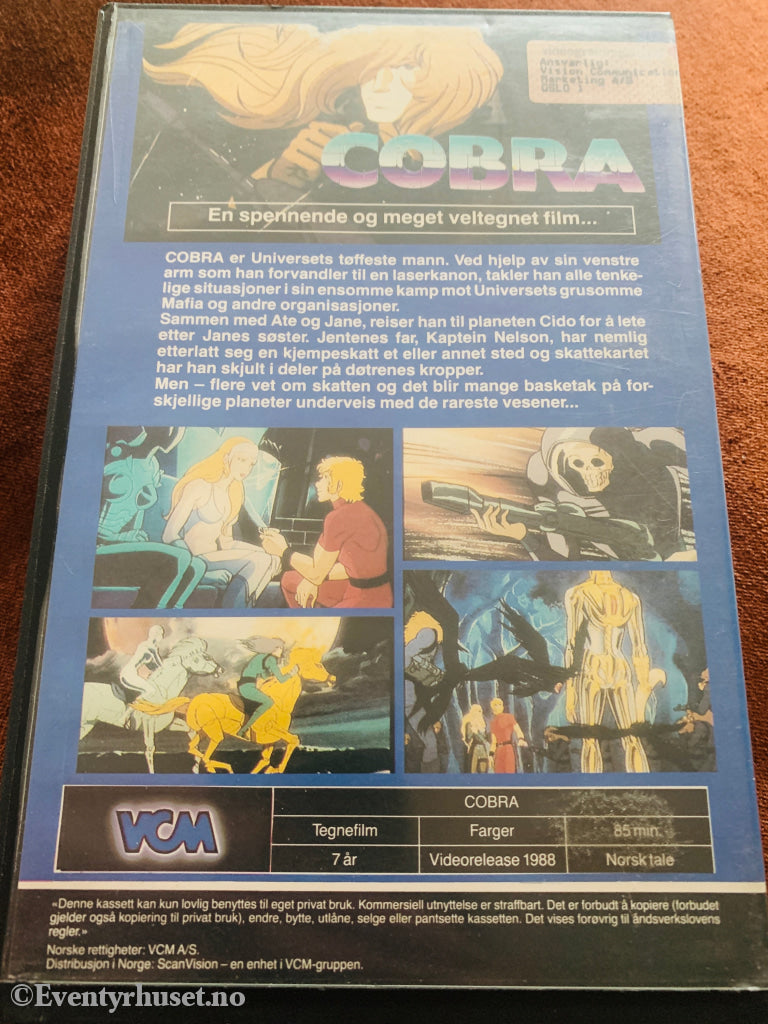 Ansvarlig:
Vision Communication
Marketing A/S
OSLO 1
COBRA
En spennende og meget veltegnet film...
COBRA er Universets tøffeste mann. Ved hjelp av sin venstre
arm som han forvandler til en laserkanon, takler han alle tenke-
lige situasjoner i sin ensomme kamp mot Universets grusomme
Mafia og andre organisasjoner.
Sammen med Ate og Jane, reiser han til planeten Cido for å lete
etter Janes søster. Jentenes far, Kaptein Nelson, har nemlig
etterlatt seg en kjempeskatt et eller annet sted og skattekartet
har han skjult i deler på døtrenes kropper.
Men – flere vet om skatten og det blir mange basketak på for-
skjellige planeter underveis med de rareste vesener...
VCM
COBRA
Tegnefilm Farger 85 min.
7 år Videorelease 1988 Norsk tale
«Denne kassett kan kun lovlig benyttes til eget privat bruk. Kommersiell utnyttelse er straffbart. Det er forbudt å kopiere (forbudet
gjelder også kopiering til privat bruk), endre, bytte, utlåne, selge eller pantsette kassetten. Det vises forøvrig til åndsverkslovens
regler.»
Norske rettigheter: VCM A/S.
Distribusjon i Norge: ScanVision – en enhet i VCM-gruppen.
©Eventyrhuset.no